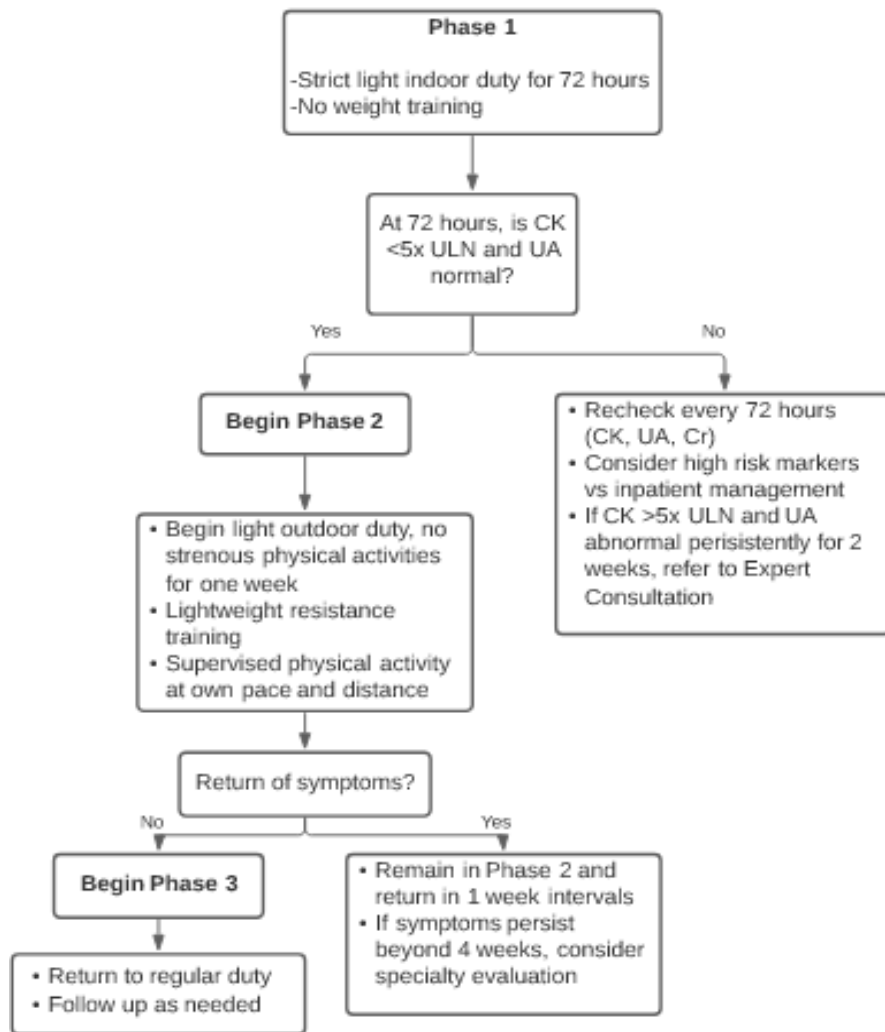 Phase 1
-Strict light indoor duty for 72 hours
-No weight training
At 72 hours, is CK
<5x ULN and UA
normal?
Yes
No
Begin Phase 2
• Recheck every 72 hours
(CK, UA, Cr)
• Consider high risk markers
vs inpatient management
• If CK >5x ULN and UA
abnormal perisistently for 2
weeks, refer to Expert
Consultation
• Begin light outdoor duty, no
strenous physical activities
for one week
• Lightweight resistance
training
• Supervised physical activity
at own pace and distance
Return of symptoms?
No
Yes
Begin Phase 3
• Remain in Phase 2 and
return in 1 week intervals
• If symptoms persist
beyond 4 weeks, consider
specialty evaluation
• Return to regular duty
• Follow up as needed